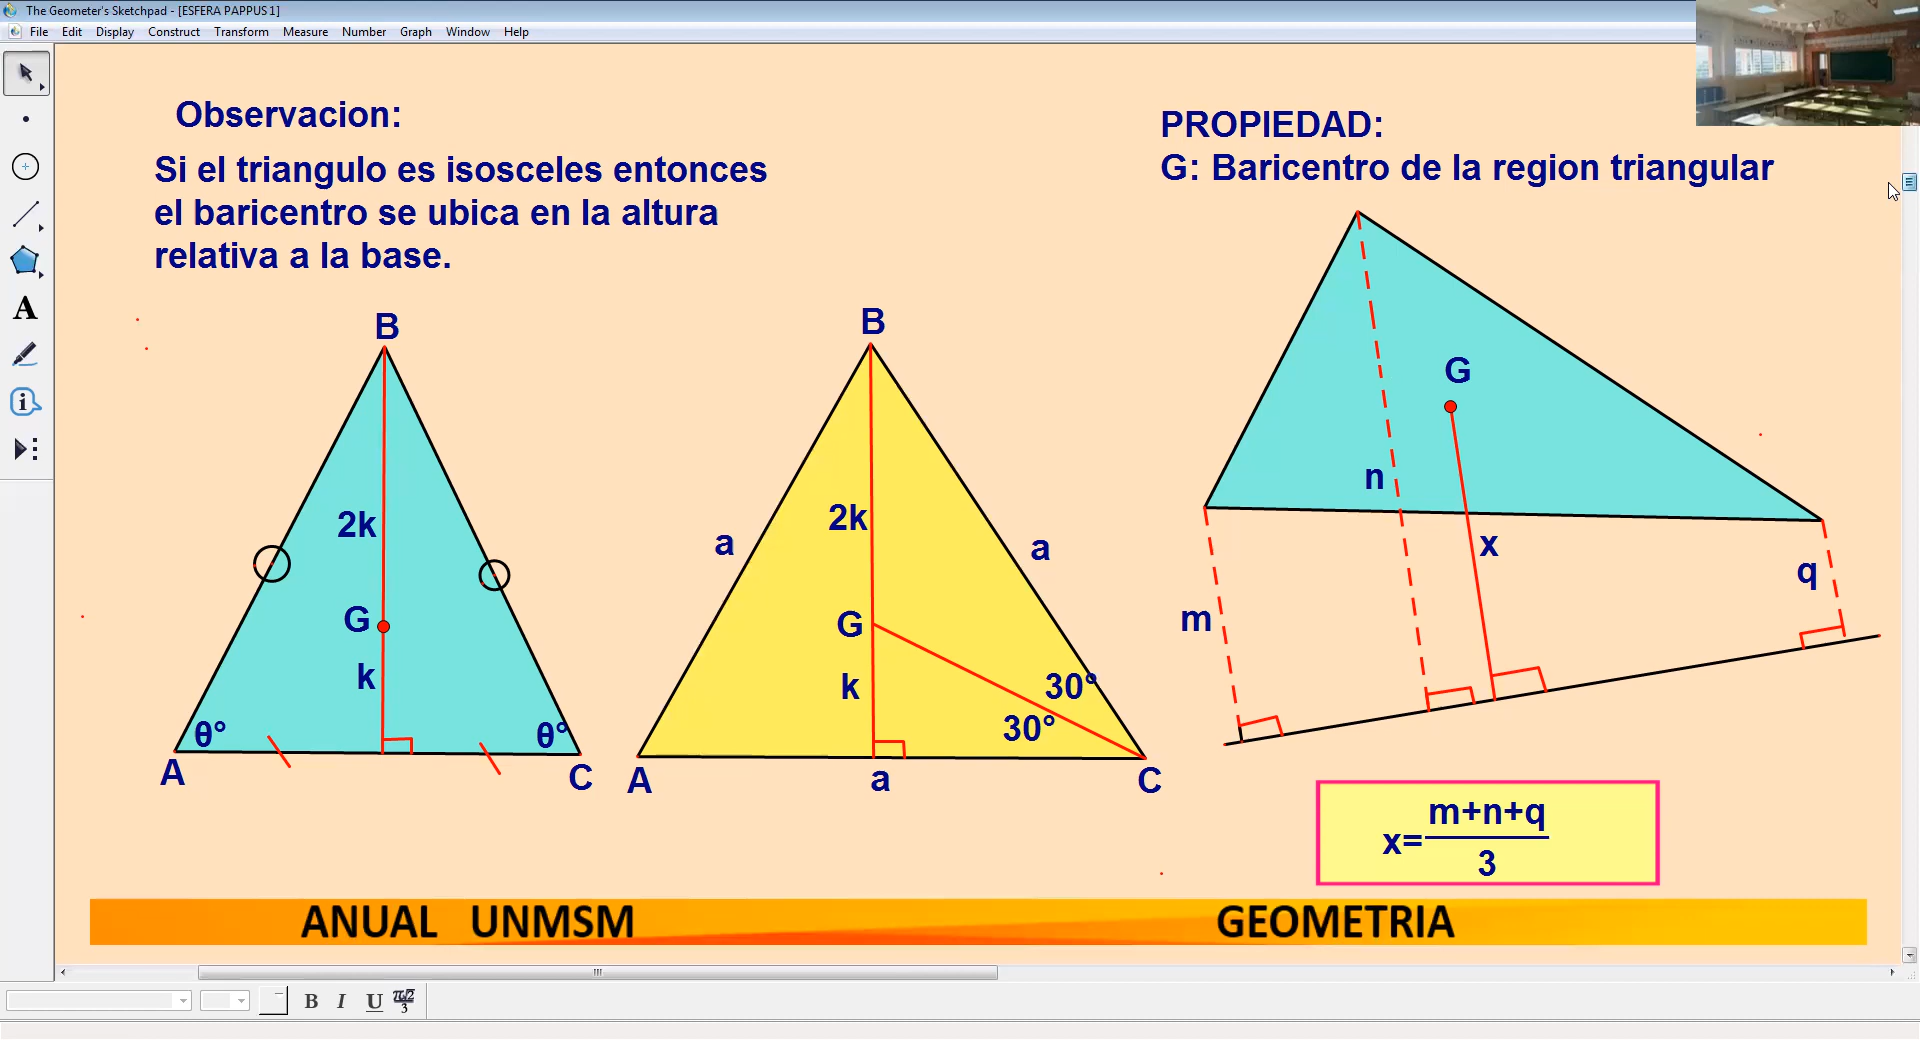 The Geometer's Sketchpad - [ESFERA PAPPUS 1]
File Edit Display Construct Transform Measure Number Graph Window Help
Observacion:
Si el triangulo es isosceles entonces
el baricentro se ubica en la altura
relativa a la base.
PROPIEDAD:
G: Baricentro de la region triangular
B
2k
G
k
θ°
θ°
A
C
B
a
2k
a
G
k
30°
30°
A
a
C
G
n
x
q
m
x=
m+n+q
3
ANUAL UNMSM
GEOMETRIA
A
B I U